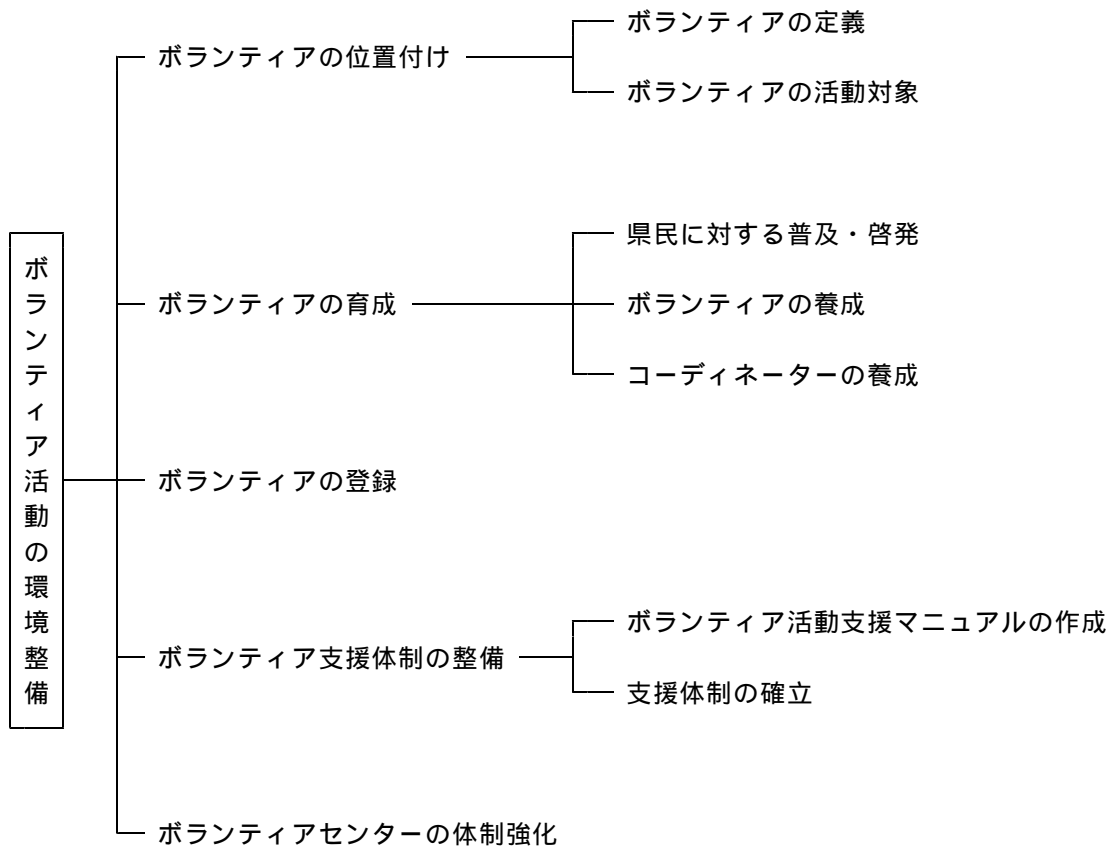 ボランティア活動の環境整備
ボランティアの位置付け
ボランティアの定義
ボランティアの活動対象
ボランティアの育成
県民に対する普及・啓発
ボランティアの養成
コーディネーターの養成
ボランティアの登録
ボランティア支援体制の整備
ボランティア活動支援マニュアルの作成
支援体制の確立
ボランティアセンターの体制強化